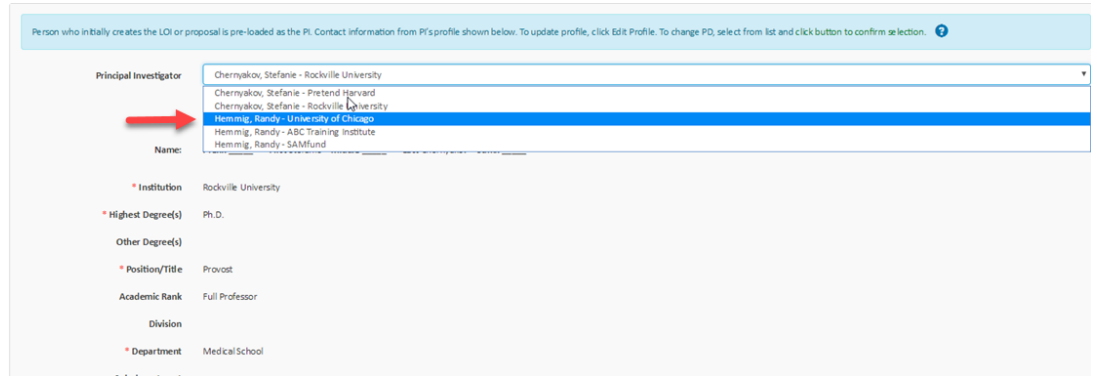 Person who initially creates the LOI or proposal is pre-loaded as the PI. Contact information from PI's profile shown below. To update profile, click Edit Profile. To change PD, select from list and click button to confirm selection. ?
Principal Investigator Chernyakov, Stefanie - Rockville University
Chernyakov, Stefanie - Pretend Harvard
Chernyakov, Stefanie - Rockville University
Hemmig, Randy - University of Chicago
Hemmig, Randy - ABC Training Institute
Hemmig, Randy - SAMfund
Name:
* Institution Rockville University
* Highest Degree(s) Ph.D.
Other Degree(s)
* Position/Title Provost
Academic Rank Full Professor
Division
* Department Medical School